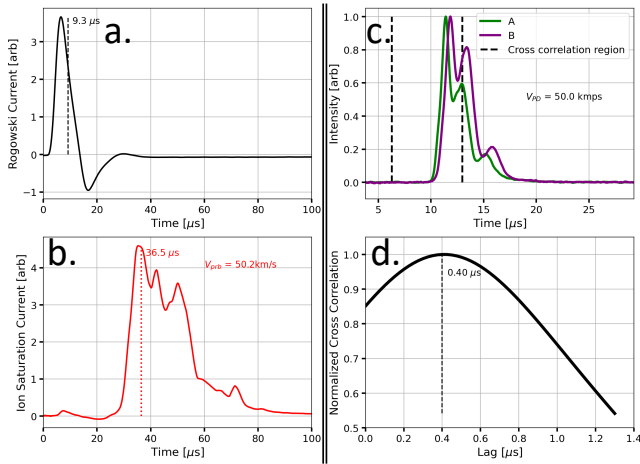 a.
9.3 μs
3
2
1
0
−1
Rogowski Current [arb]
0 20 40 60 80 100
Time [μs]
b.
36.5 μs
V_prb = 50.2km/s
4
3
2
1
0
Ion Saturation Current [arb]
0 20 40 60 80 100
Time [μs]
c.
A
B
Cross correlation region
V_PD = 50.0 kmps
1.0
0.8
0.6
0.4
0.2
0.0
Intensity [arb]
5 10 15 20 25
Time [μs]
d.
0.40 μs
1.0
0.9
0.8
0.7
0.6
0.5
Normalized Cross Correlation
0.0 0.2 0.4 0.6 0.8 1.0 1.2 1.4
Lag [μs]